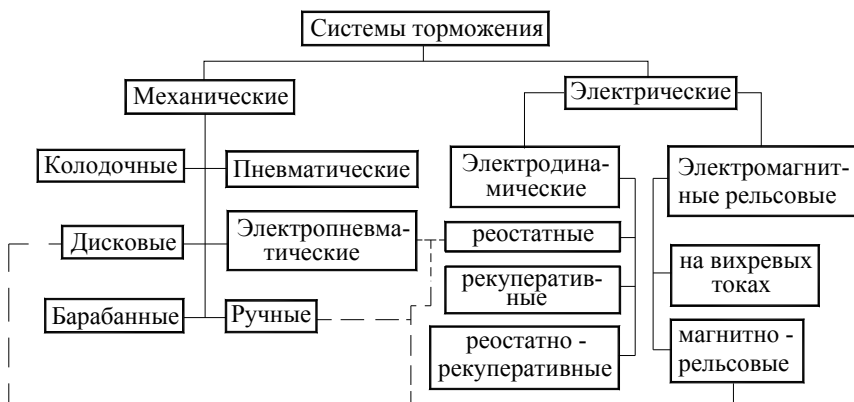 Системы торможения
Механические
Электрические
Колодочные
Пневматические
Дисковые
Электропневма-
тические
Барабанные
Ручные
Электродина-
мические
реостатные
рекуператив-
ные
реостатно -
рекуперативные
Электромагнит-
ные рельсовые
на вихревых
токах
магнитно -
рельсовые